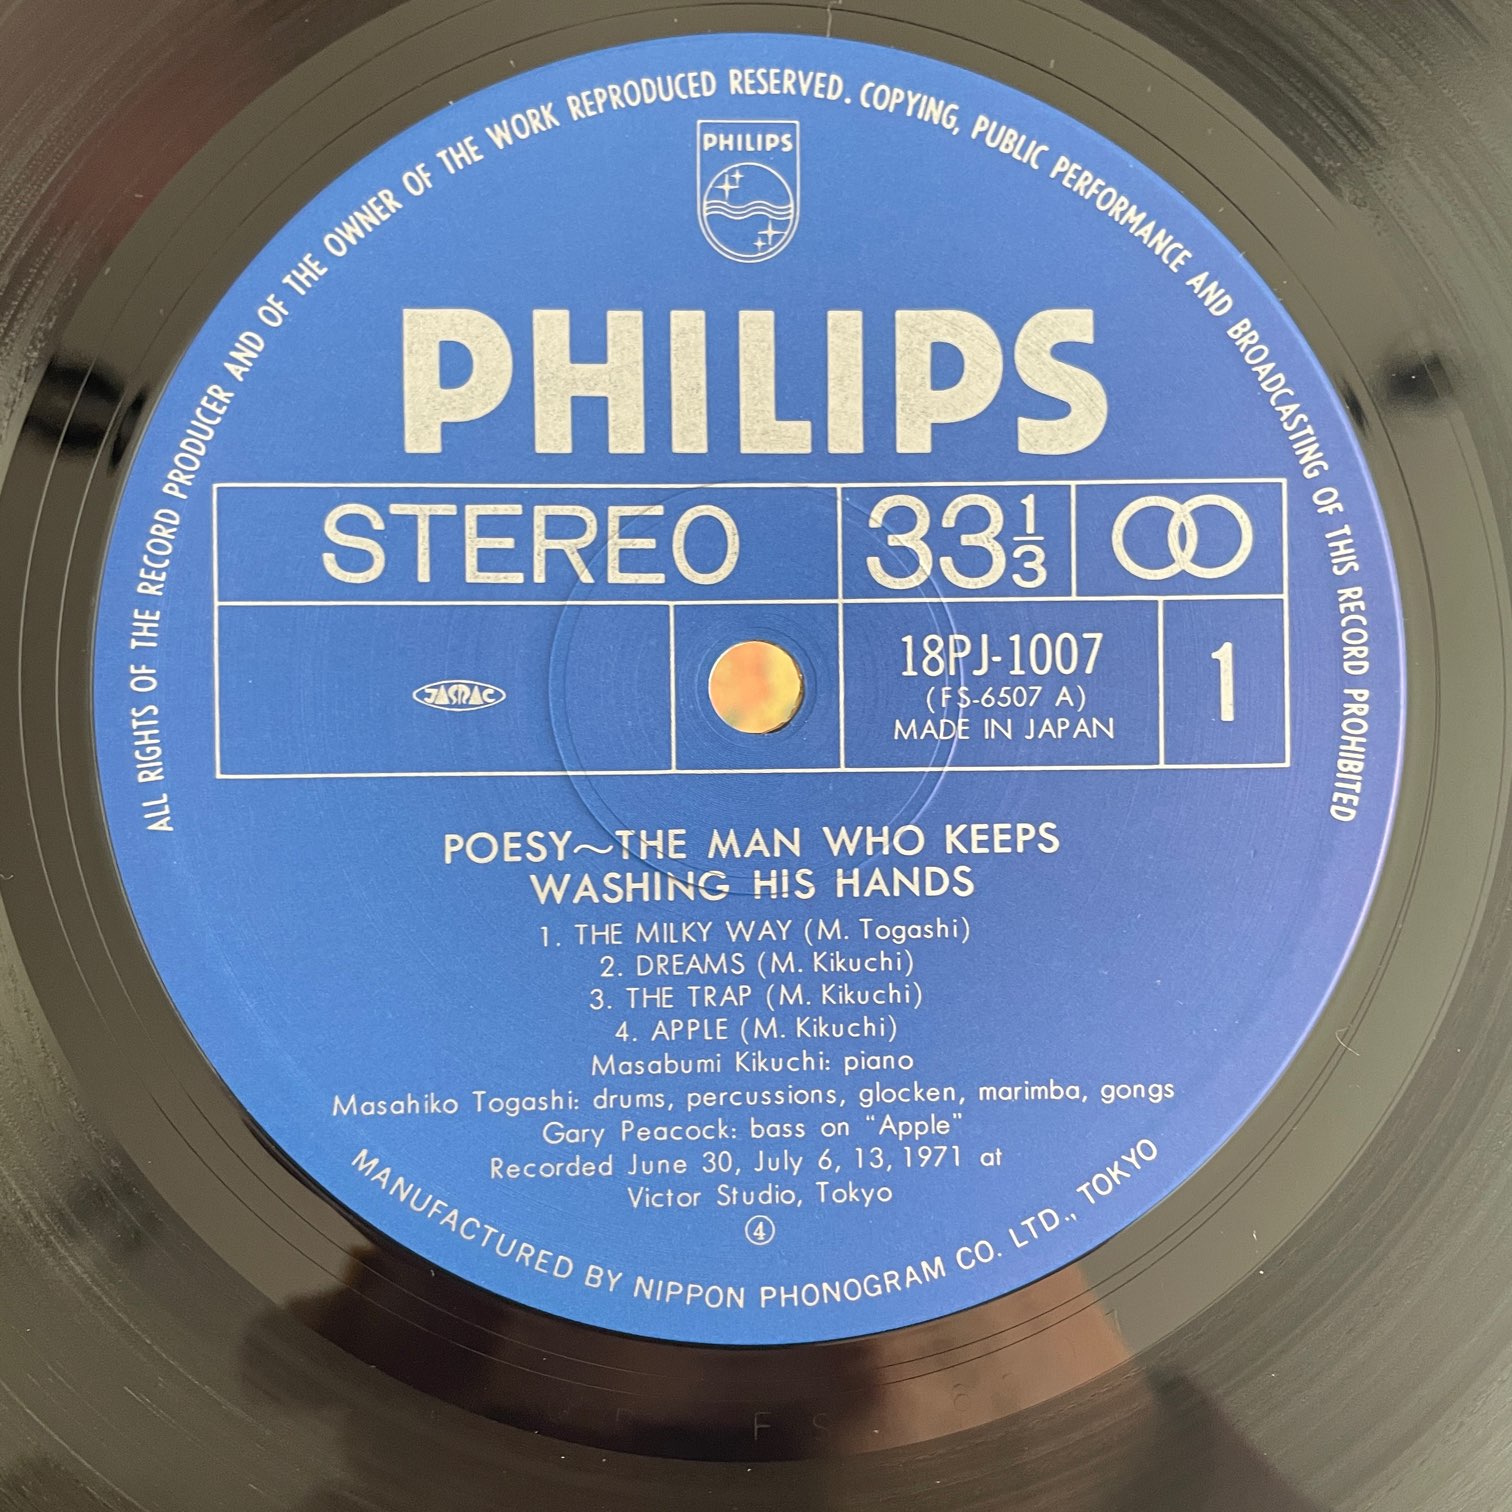 ALL RIGHTS OF THE RECORD PRODUCER AND OF THE OWNER OF THE WORK REPRODUCED RESERVED. COPYING, PUBLIC PERFORMANCE AND BROADCASTING OF THIS RECORD PROHIBITED
PHILIPS
PHILIPS
STEREO 33 1/3
JASRAC
18PJ-1007
(FS-6507 A)
MADE IN JAPAN
1
POESY~THE MAN WHO KEEPS
WASHING HIS HANDS
1. THE MILKY WAY (M. Togashi)
2. DREAMS (M. Kikuchi)
3. THE TRAP (M. Kikuchi)
4. APPLE (M. Kikuchi)
Masabumi Kikuchi: piano
Masahiko Togashi: drums, percussions, glocken, marimba, gongs
Gary Peacock: bass on "Apple"
Recorded June 30, July 6, 13, 1971 at
Victor Studio, Tokyo
④
MANUFACTURED BY NIPPON PHONOGRAM CO. LTD., TOKYO